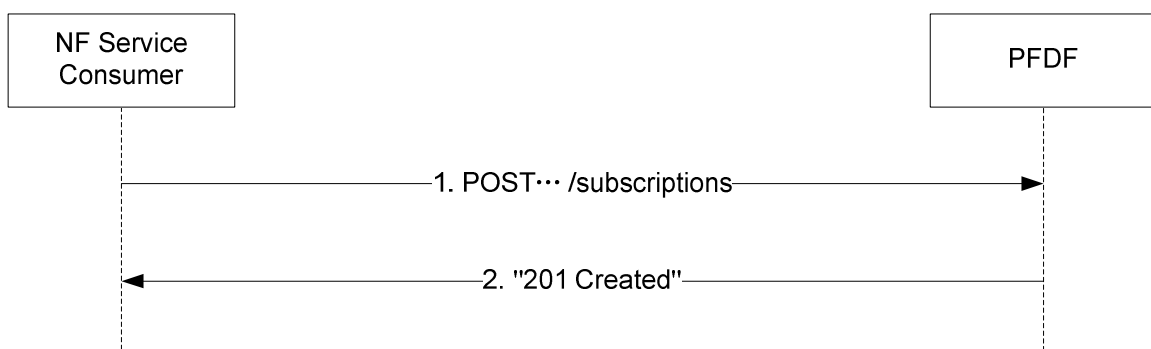 NF Service
Consumer
PFDF
1. POST··· /subscriptions
2. "201 Created"